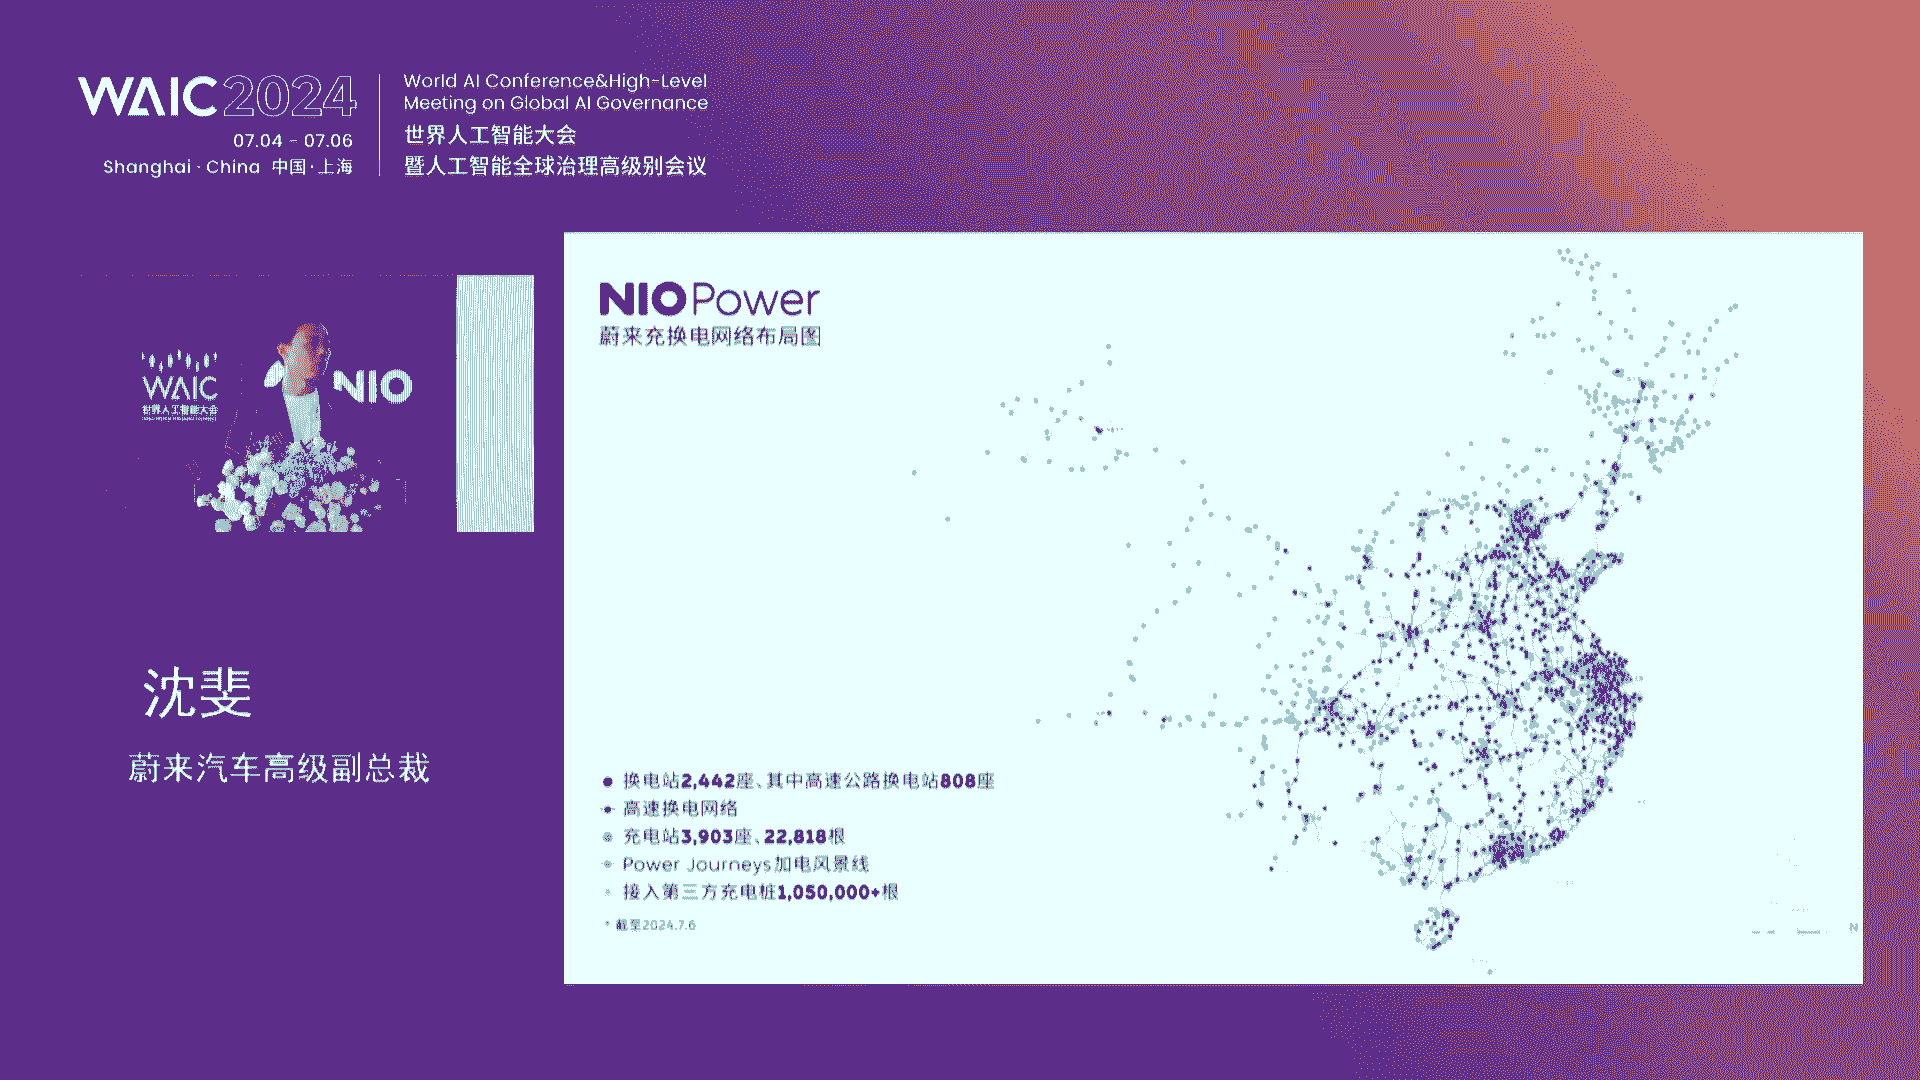 WAIC 2024
07.04 - 07.06
Shanghai · China 中国·上海
World AI Conference&High-Level
Meeting on Global AI Governance
世界人工智能大会
暨人工智能全球治理高级别会议
WAIC
世界人工智能大会
NIO
沈斐
蔚来汽车高级副总裁
NIO Power
蔚来充换电网络布局图
换电站2,442座、其中高速公路换电站808座
高速换电网络
充电站3,903座、22,818根
Power Journeys加电风景线
接入第三方充电桩1,050,000+根
* 截至2024.7.6
N